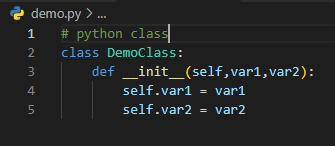 demo.py > ...
1 # python class
2 class DemoClass:
3     def __init__(self,var1,var2):
4         self.var1 = var1
5         self.var2 = var2